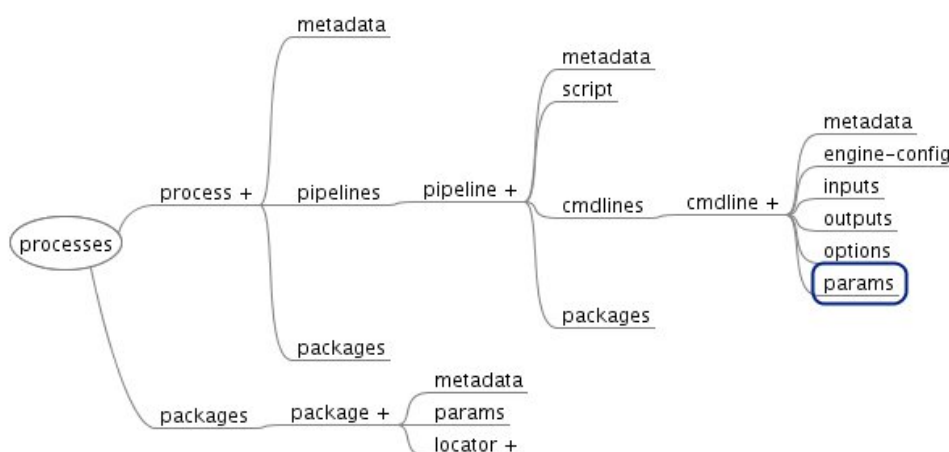 metadata
metadata
script
metadata
engine-config
process +
pipelines
pipeline +
cmdlines
cmdline +
inputs
outputs
processes
options
params
packages
packages
metadata
packages
package +
params
locator +